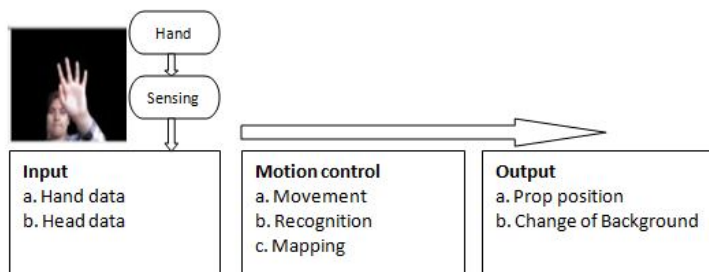 Hand
Sensing
Input
a. Hand data
b. Head data
Motion control
a. Movement
b. Recognition
c. Mapping
Output
a. Prop position
b. Change of Background